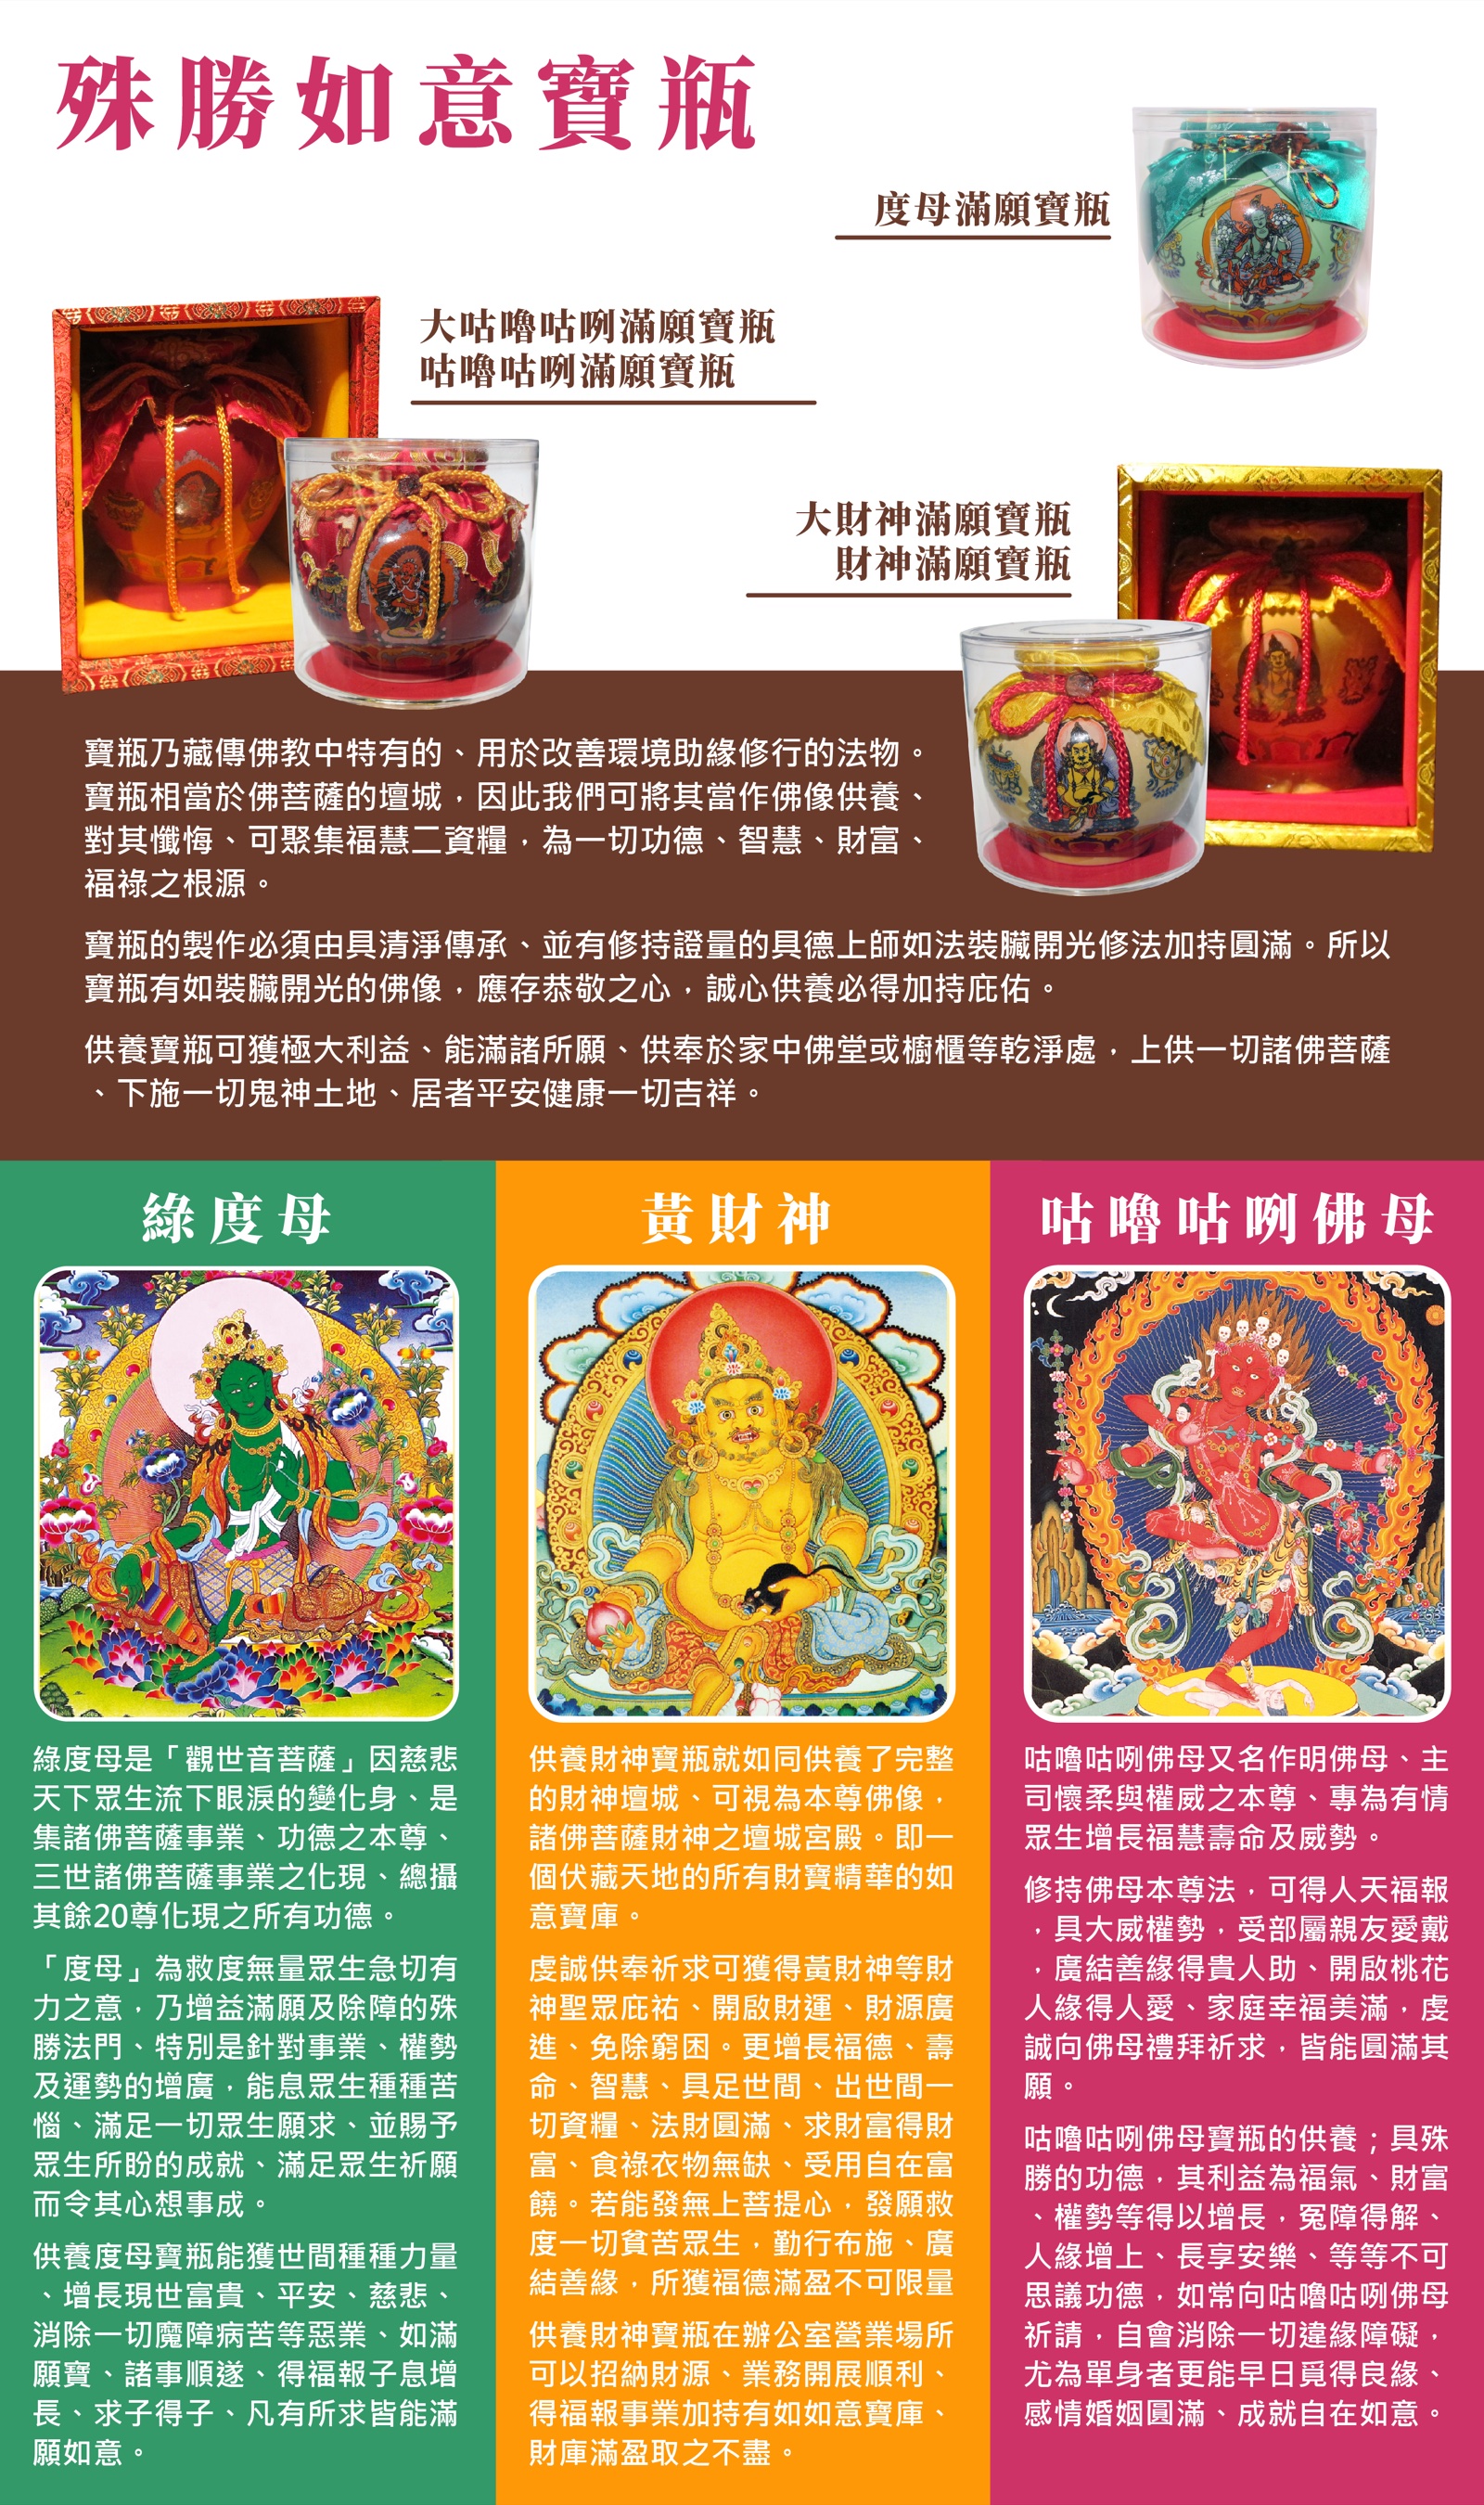 殊勝如意寶瓶
度母滿願寶瓶
大咕嚕咕咧滿願寶瓶
咕嚕咕咧滿願寶瓶
大財神滿願寶瓶
財神滿願寶瓶
寶瓶乃藏傳佛教中特有的、用於改善環境助緣修行的法物。
寶瓶相當於佛菩薩的壇城，因此我們可將其當作佛像供養、
對其懺悔、可聚集福慧二資糧，為一切功德、智慧、財富、
福祿之根源。
寶瓶的製作必須由具清淨傳承、並有修持證量的具德上師如法裝臟開光修法加持圓滿。所以
寶瓶有如裝臟開光的佛像，應存恭敬之心，誠心供養必得加持庇佑。
供養寶瓶可獲極大利益、能滿諸所願、供奉於家中佛堂或櫥櫃等乾淨處，上供一切諸佛菩薩
、下施一切鬼神土地、居者平安健康一切吉祥。
綠度母
綠度母是「觀世音菩薩」因慈悲
天下眾生流下眼淚的變化身、是
集諸佛菩薩事業、功德之本尊、
三世諸佛菩薩事業之化現、總攝
其餘20尊化現之所有功德。
「度母」為救度無量眾生急切有
力之意，乃增益滿願及除障的殊
勝法門、特別是針對事業、權勢
及運勢的增廣，能息眾生種種苦
惱、滿足一切眾生願求、並賜予
眾生所盼的成就、滿足眾生祈願
而令其心想事成。
供養度母寶瓶能獲世間種種力量
、增長現世富貴、平安、慈悲、
消除一切魔障病苦等惡業、如滿
願寶、諸事順遂、得福報子息增
長、求子得子、凡有所求皆能滿
願如意。
黃財神
供養財神寶瓶就如同供養了完整
的財神壇城、可視為本尊佛像，
諸佛菩薩財神之壇城宮殿。即一
個伏藏天地的所有財寶精華的如
意寶庫。
虔誠供奉祈求可獲得黃財神等財
神聖眾庇祐、開啟財運、財源廣
進、免除窮困。更增長福德、壽
命、智慧、具足世間、出世間一
切資糧、法財圓滿、求財富得財
富、食祿衣物無缺、受用自在富
饒。若能發無上菩提心，發願救
度一切貧苦眾生，勤行布施、廣
結善緣，所獲福德滿盈不可限量
供養財神寶瓶在辦公室營業場所
可以招納財源、業務開展順利、
得福報事業加持有如如意寶庫、
財庫滿盈取之不盡。
咕嚕咕咧佛母
咕嚕咕咧佛母又名作明佛母、主
司懷柔與權威之本尊、專為有情
眾生增長福慧壽命及威勢。
修持佛母本尊法，可得人天福報
，具大威權勢，受部屬親友愛戴
，廣結善緣得貴人助、開啟桃花
人緣得人愛、家庭幸福美滿，虔
誠向佛母禮拜祈求，皆能圓滿其
願。
咕嚕咕咧佛母寶瓶的供養；具殊
勝的功德，其利益為福氣、財富
、權勢等得以增長，冤障得解、
人緣增上、長享安樂、等等不可
思議功德，如常向咕嚕咕咧佛母
祈請，自會消除一切違緣障礙，
尤為單身者更能早日覓得良緣、
感情婚姻圓滿、成就自在如意。